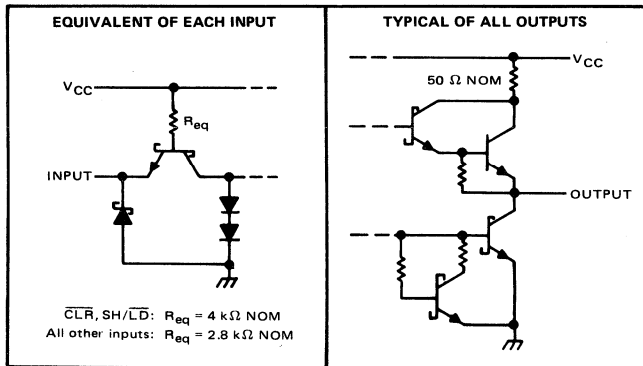 EQUIVALENT OF EACH INPUT
VCC
Req
INPUT
CLR, SH/LD: Req = 4 kΩ NOM
All other inputs: Req = 2.8 kΩ NOM
TYPICAL OF ALL OUTPUTS
VCC
50 Ω NOM
OUTPUT